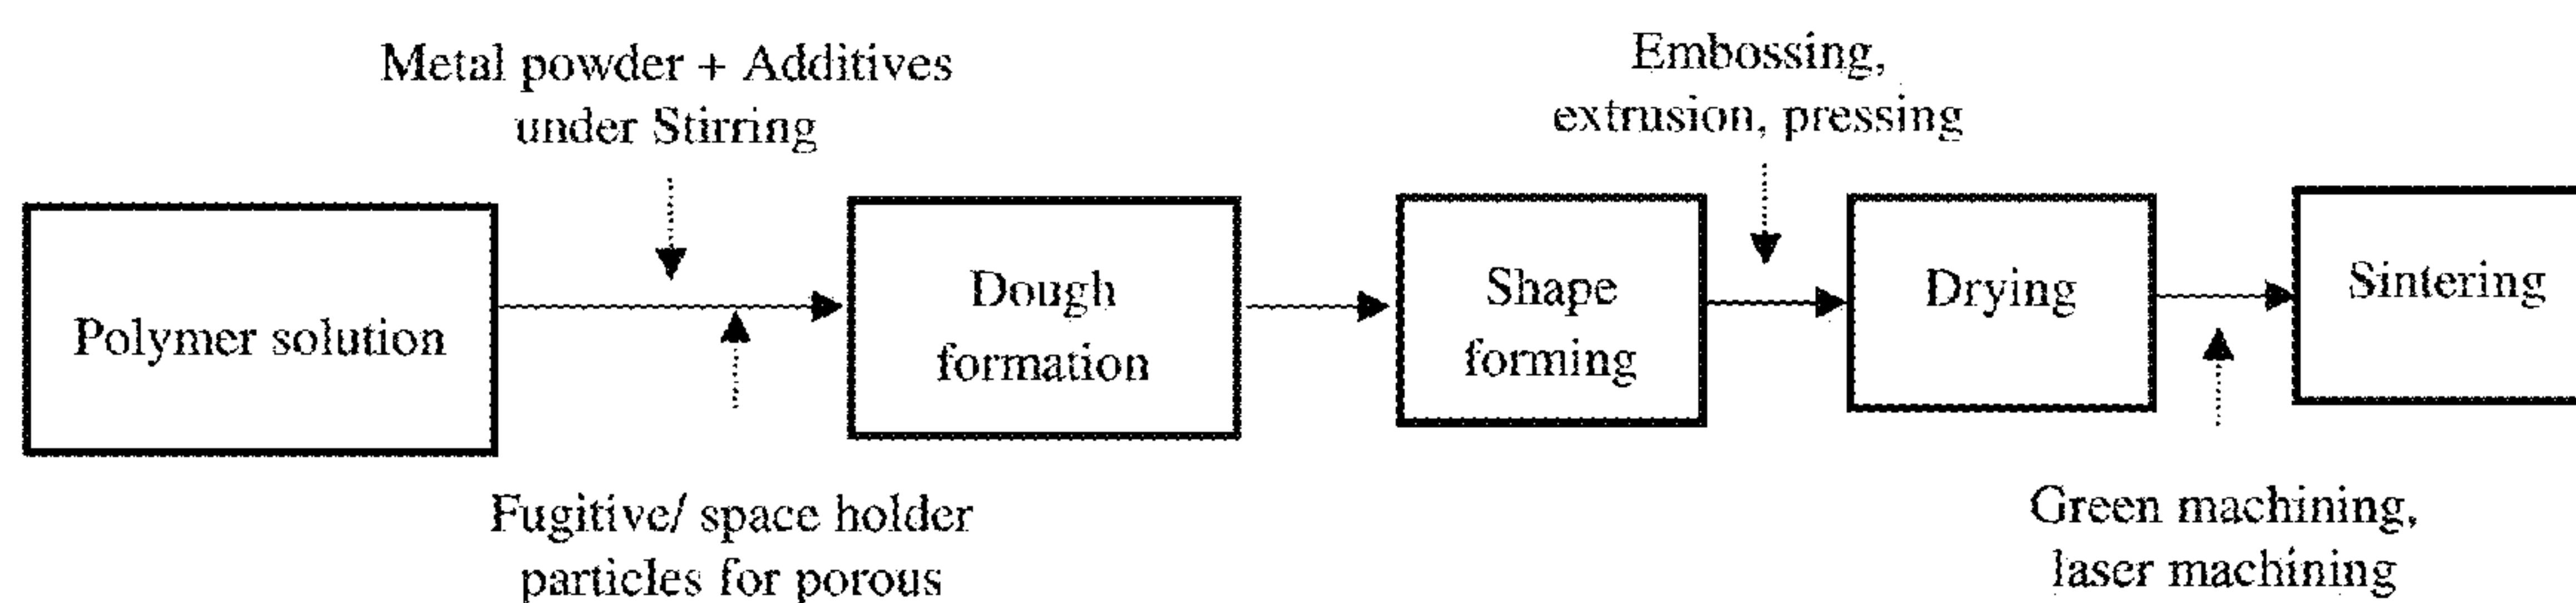 Metal powder + Additives
under Stirring
Embossing,
extrusion, pressing
Polymer solution
Dough
formation
Shape
forming
Drying
Sintering
Fugitive/ space holder
particles for porous
Green machining,
laser machining